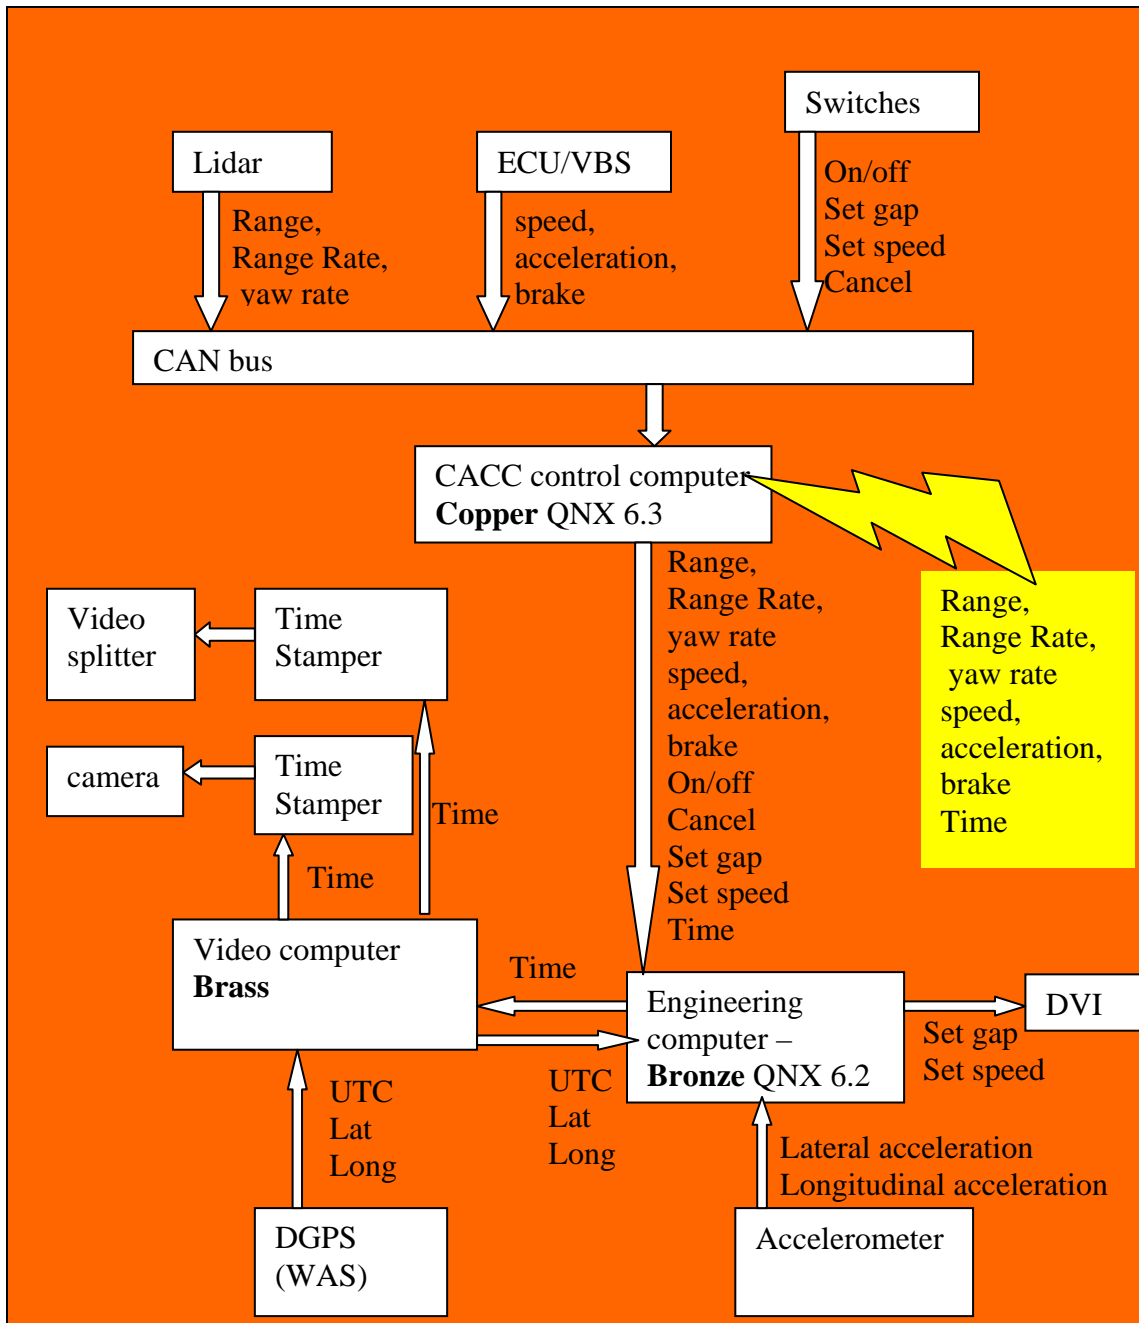 Switches
Lidar
ECU/VBS
On/off
Set gap
Set speed
Cancel
Range,
Range Rate,
yaw rate
speed,
acceleration,
brake
CAN bus
CACC control computer
Copper QNX 6.3
Range,
Range Rate,
yaw rate
speed,
acceleration,
brake
On/off
Cancel
Set gap
Set speed
Time
Range,
Range Rate,
yaw rate
speed,
acceleration,
brake
Time
Video
splitter
Time
Stamper
camera
Time
Stamper
Time
Time
Video computer
Brass
Time
Engineering
computer –
Bronze QNX 6.2
DVI
Set gap
Set speed
UTC
Lat
Long
UTC
Lat
Long
Lateral acceleration
Longitudinal acceleration
DGPS
(WAS)
Accelerometer